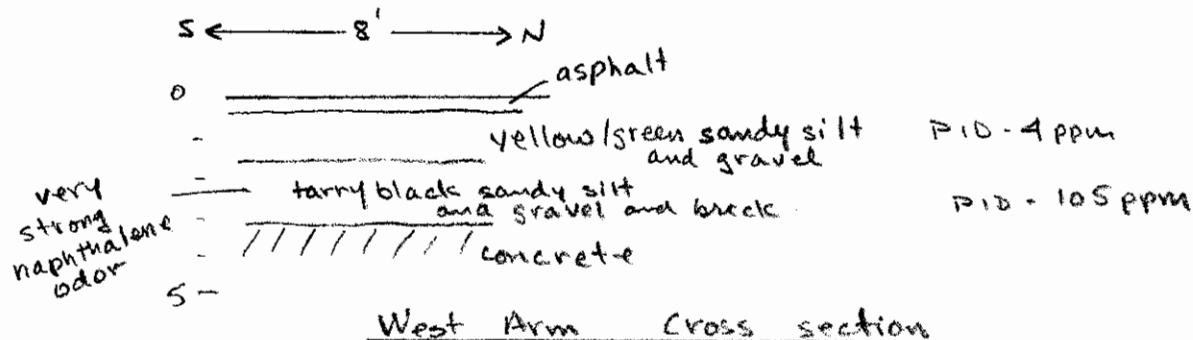 S 8' N
asphalt
0
yellow/green sandy silt PID - 4 ppm
and gravel
very
tarry black sandy silt
strong
and gravel and brick
PID - 105 ppm
naphthalene
odor
concrete
5
West Arm Cross section